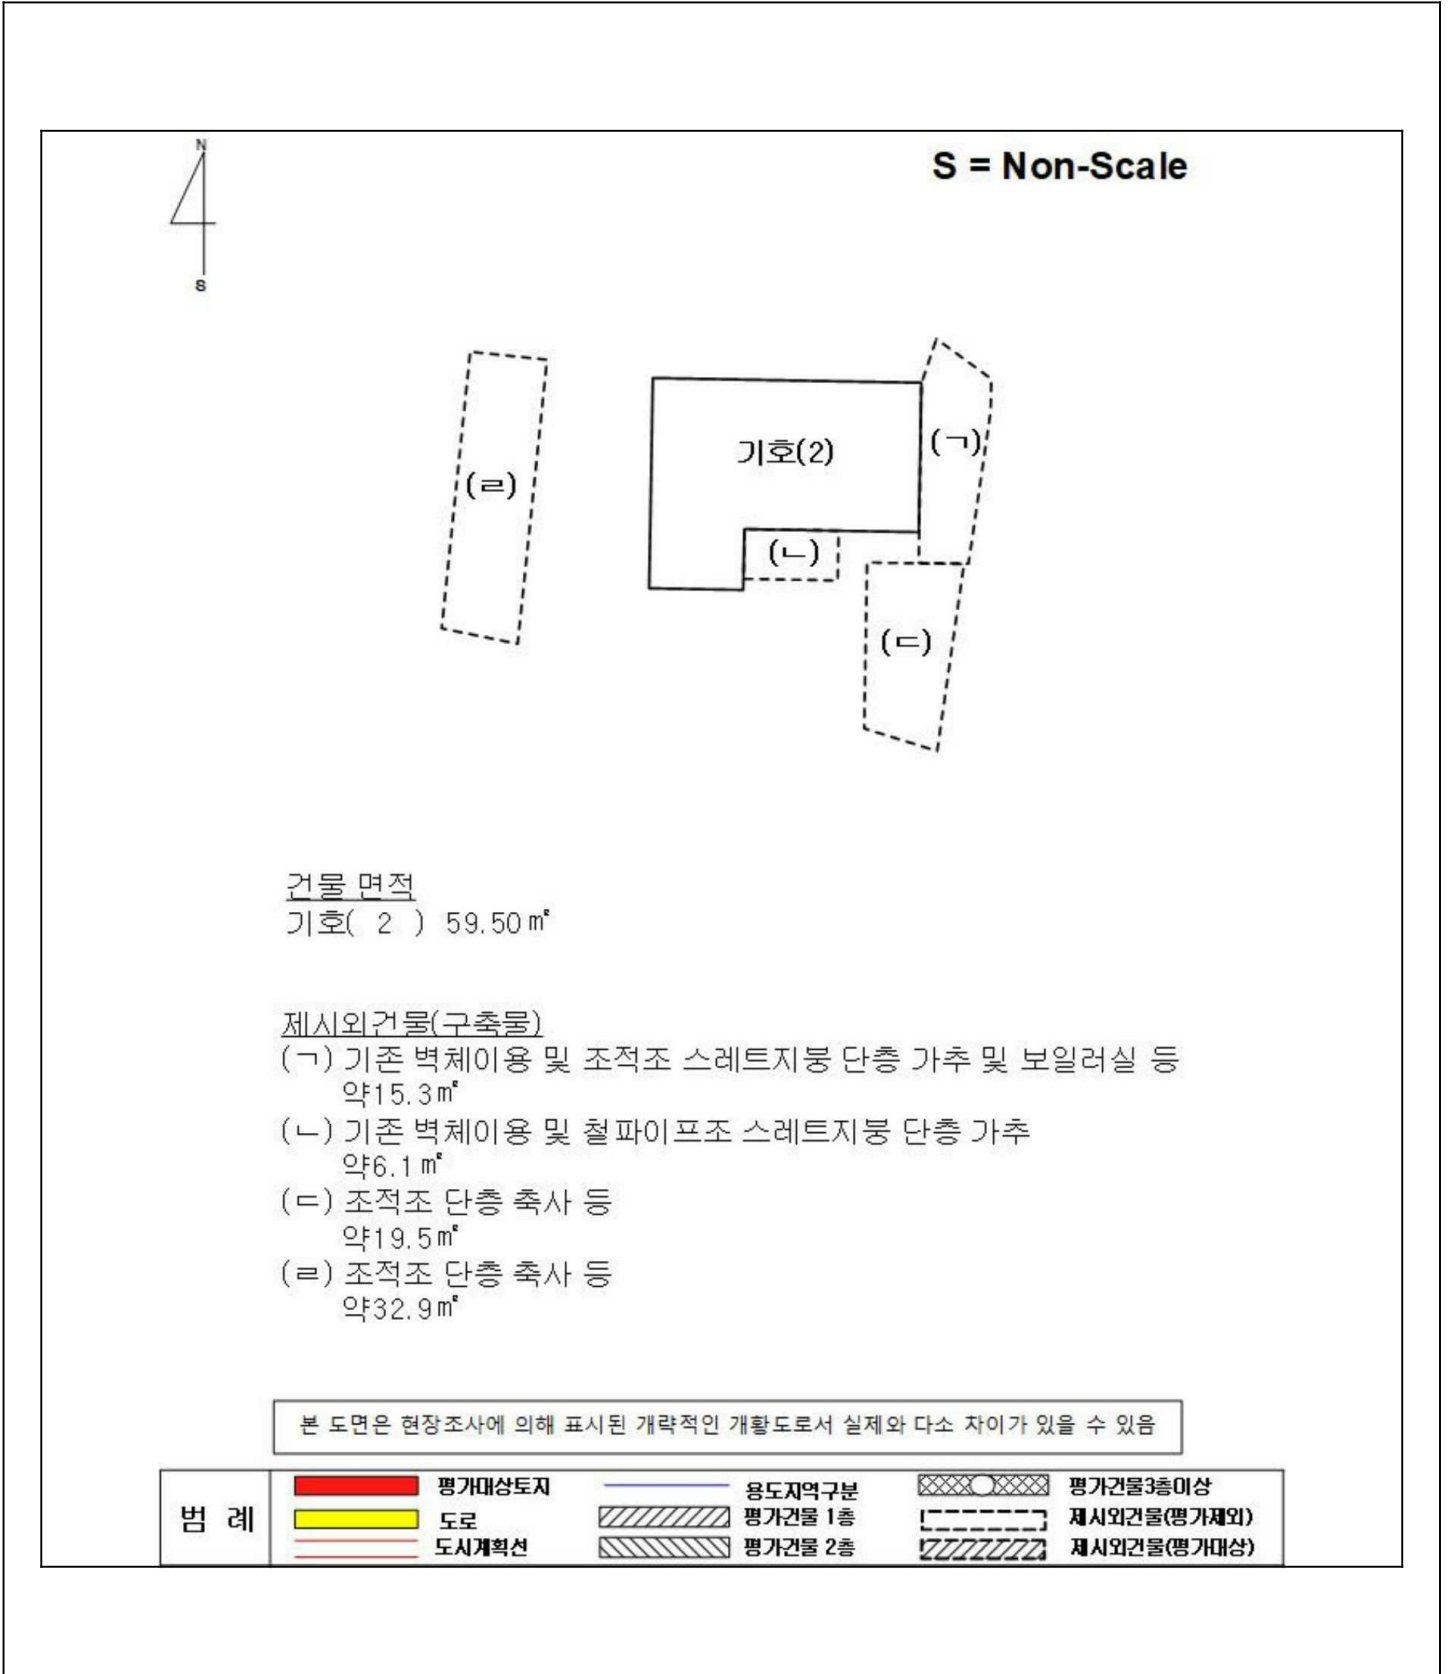 N
S = Non-Scale
S
기호(2)
(ㄱ)
(ㄹ)
(ㄴ)
(ㄷ)
건물 면적
기호( 2 ) 59.50㎡
제시외건물(구축물)
(ㄱ) 기존 벽체이용 및 조적조 스레트지붕 단층 가추 및 보일러실 등
약15.3㎡
(ㄴ) 기존 벽체이용 및 철파이프조 스레트지붕 단층 가추
약6.1㎡
(ㄷ) 조적조 단층 축사 등
약19.5㎡
(ㄹ) 조적조 단층 축사 등
약32.9㎡
본 도면은 현장조사에 의해 표시된 개략적인 개황도로서 실제와 다소 차이가 있을 수 있음
범 례
평가대상토지
도로
도시계획선
용도지역구분
평가건물 1층
평가건물 2층
평가건물3층이상
제시외건물(평가제외)
제시외건물(평가대상)